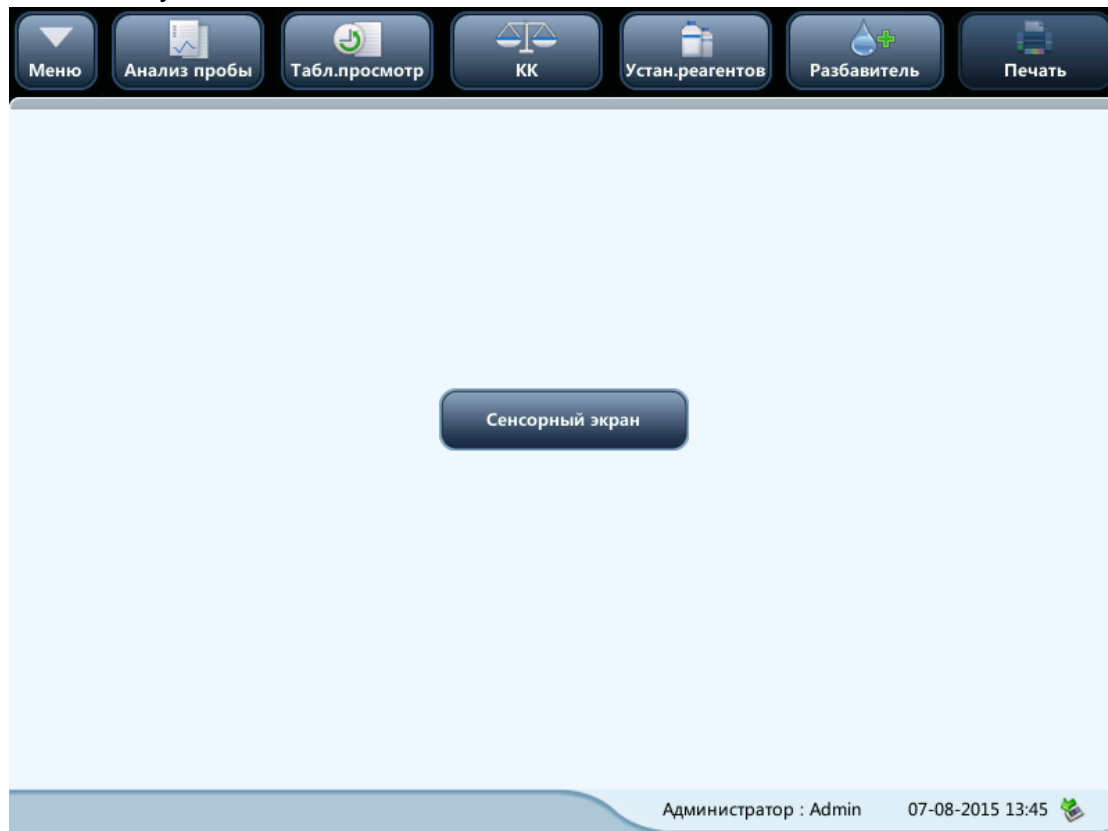 Меню
Анализ пробы
Табл.просмотр
КК
Устан.реагентов
Разбавитель
Печать
Сенсорный экран
Администратор : Admin
07-08-2015 13:45